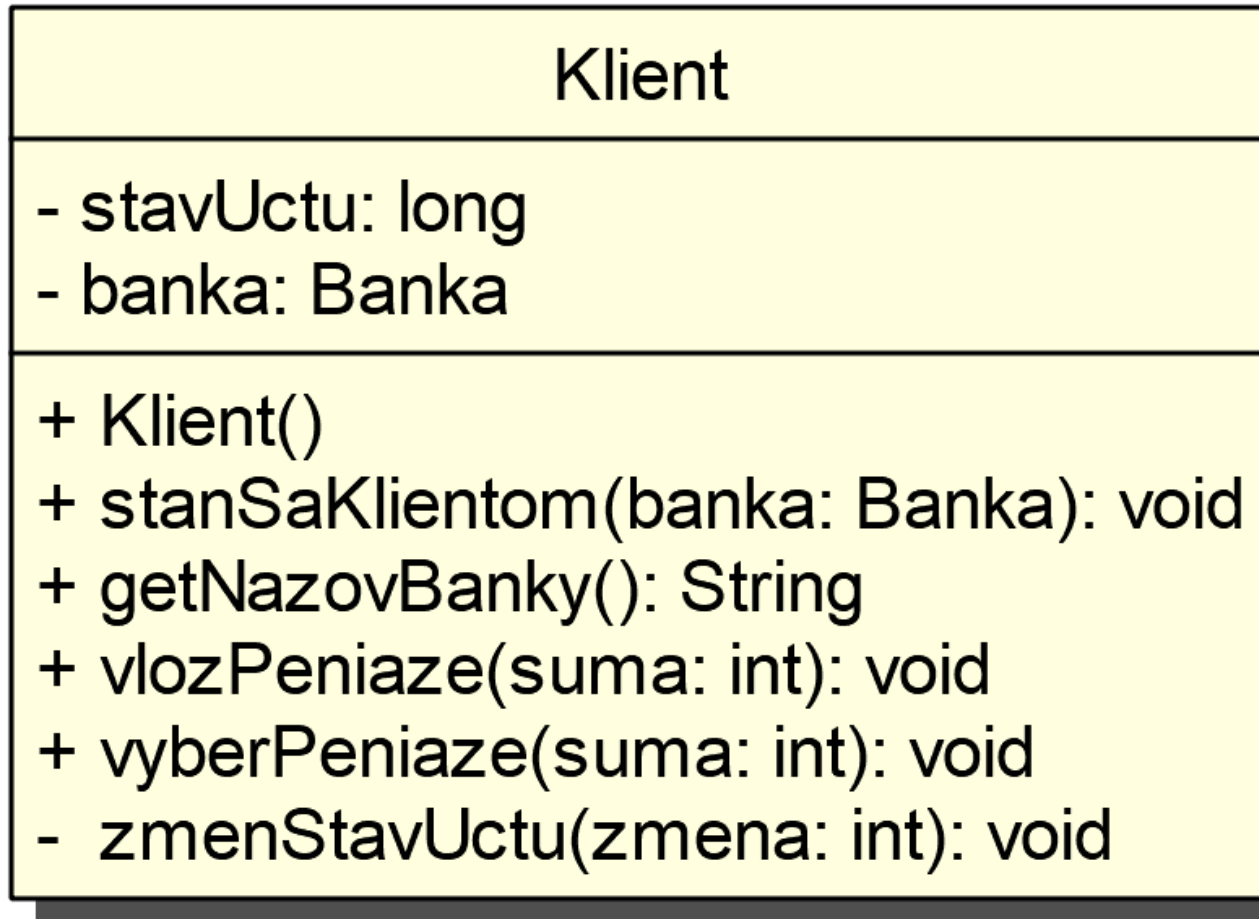 Klient
- stavUctu: long
- banka: Banka
+ Klient()
+ stanSaKlientom(banka: Banka): void
+ getNazovBanky(): String
+ vlozPeniaze(suma: int): void
+ vyberPeniaze(suma: int): void
- zmenStavUctu(zmena: int): void